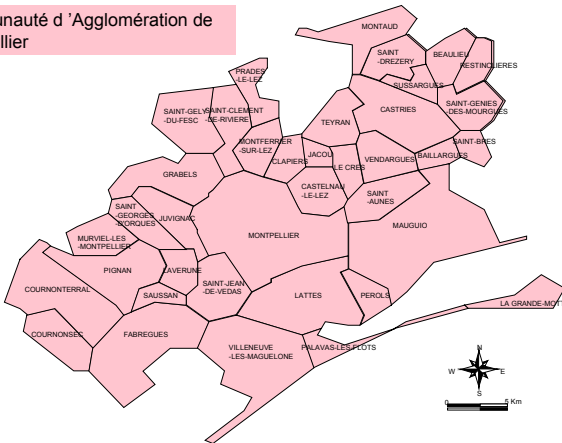 unauté d 'Agglomération de
llier
MONTAUD
SAINT
-DREZERY
BEAULIEU
RESTINCLIERES
PRADES
-LE-LEZ
SUSSARGUES
SAINT-GELY
-DU-FESC
SAINT-CLEMENT
-DE-RIVIERE
TEYRAN
CASTRIES
SAINT-GENIES
-DES-MOURGUES
MONTFERRIER
-SUR-LEZ
SAINT-BRES
JACOU
CLAPIERS
LE CRES
VENDARGUES
BAILLARGUES
GRABELS
CASTELNAU
-LE-LEZ
SAINT
-AUNES
SAINT
-GEORGES
-D'ORQUES
JUVIGNAC
MAUGUIO
MONTPELLIER
MURVIEL-LES
-MONTPELLIER
PIGNAN
LAVERUNE
SAINT-JEAN
-DE-VEDAS
COURNONTERRAL
SAUSSAN
LATTES
PEROLS
LA GRANDE-MOT
COURNONSEC
FABREGUES
VILLENEUVE
-LES-MAGUELONE
PALAVAS-LES-FLOTS
N
W
E
S
0
5 Km